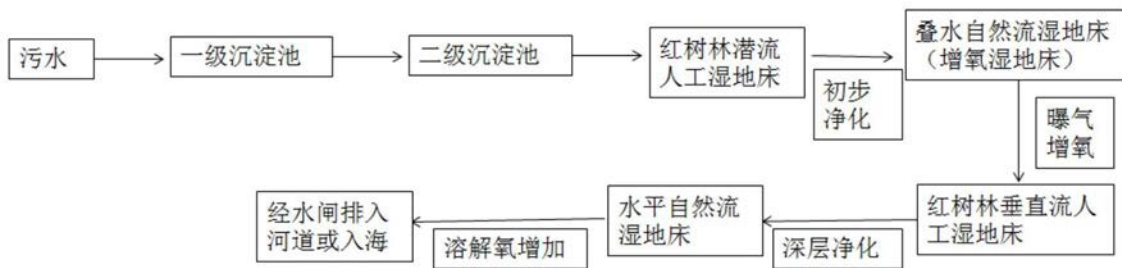 污水
一级沉淀池
二级沉淀池
红树林潜流
人工湿地床
初步
净化
叠水自然流湿地床
（增氧湿地床）
曝气
增氧
红树林垂直流人
工湿地床
深层净化
水平自然流
湿地床
溶解氧增加
经水闸排入
河道或入海